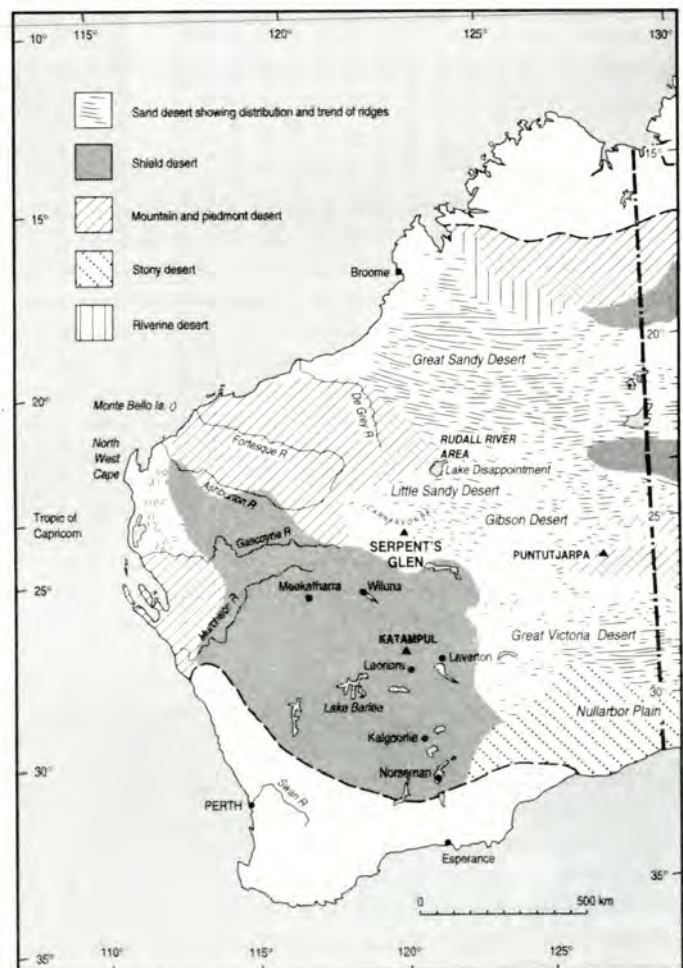 115°
120°
125°
130°
10°
Sand desert showing distribution and trend of ridges
Shield desert
Mountain and piedmont desert
Stony desert
Riverine desert
15°
15°
Broome
20°
Great Sandy Desert
Monte Bello Is.
20°
De Grey R
North
West
Cape
Fortesque R
RUDALL RIVER
AREA
Lake Disappointment
Ashburton R
Little Sandy Desert
Tropic of
Capricorn
CARNARVON RA
Gibson Desert
25°
Gascoyne R
SERPENT'S
GLEN
PUNTUTJARPA
25°
Meekatharra
Wiluna
Murchison R
KATAMPUL
Great Victoria Desert
Leonora
Laverton
Lake Barlee
30
Nullarbor Plain
Kalgoorlie
30°
Norseman
PERTH
Swan R
Esperance
35°
0
500 km
35°
110°
115°
120°
125°